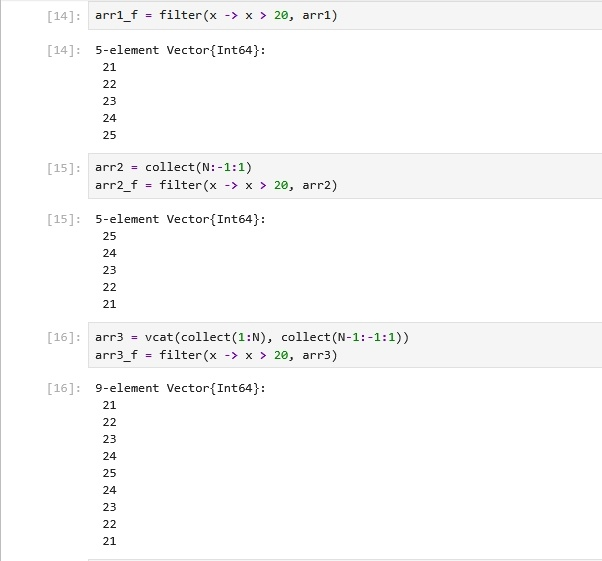 [14]: arr1_f = filter(x -> x > 20, arr1)
[14]: 5-element Vector{Int64}:
21
22
23
24
25
[15]: arr2 = collect(N:-1:1)
arr2_f = filter(x -> x > 20, arr2)
[15]: 5-element Vector{Int64}:
25
24
23
22
21
[16]: arr3 = vcat(collect(1:N), collect(N-1:-1:1))
arr3_f = filter(x -> x > 20, arr3)
[16]: 9-element Vector{Int64}:
21
22
23
24
25
24
23
22
21